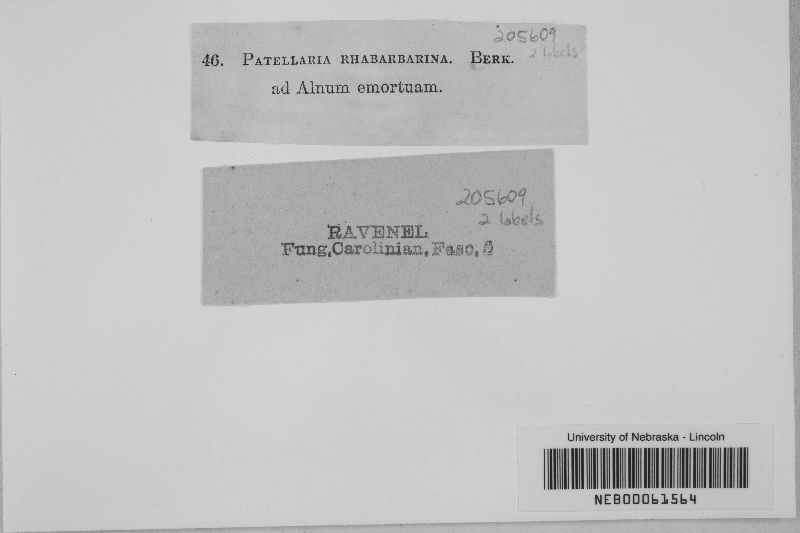 205609
2 labels
46. PATELLARIA RHABARBARINA. BERK.
ad Alnum emortuam.
205609
2 labels
RAVENEL
Fung, Carolinian, Fasc,
University of Nebraska - Lincoln
NEB00061564